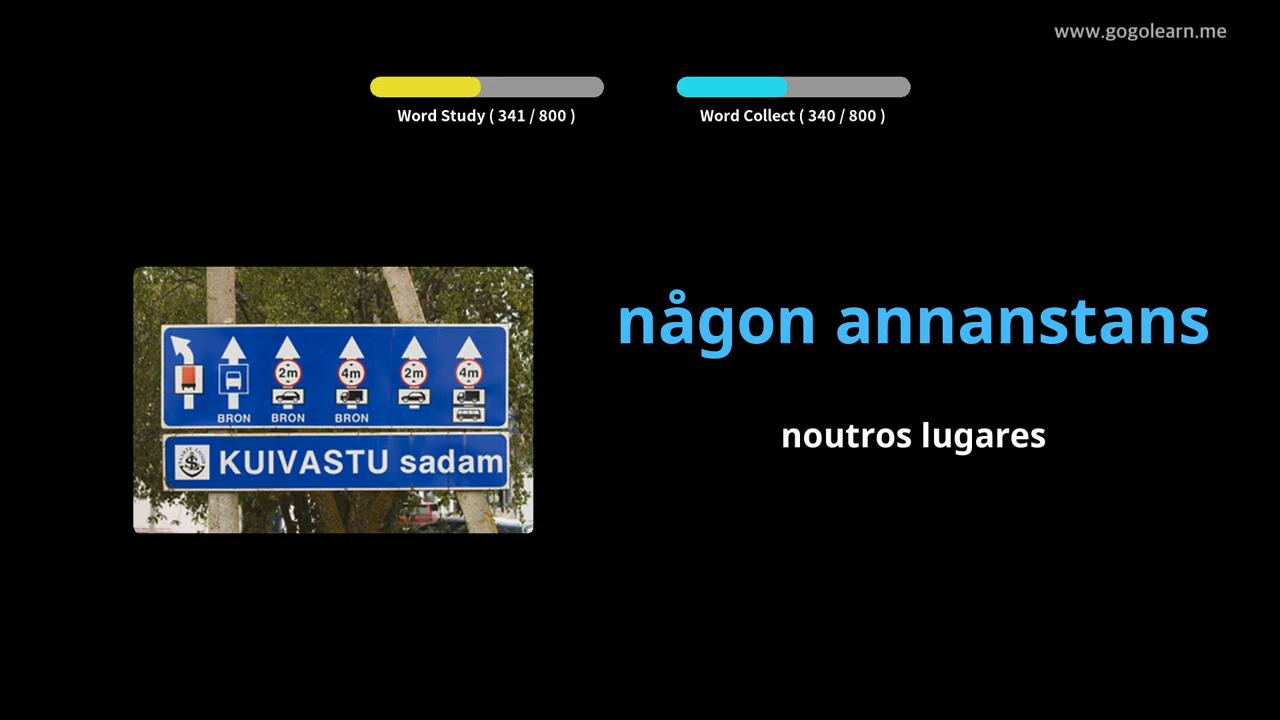 www.gogolearn.me
Word Study ( 341 / 800 )
Word Collect ( 340 / 800 )
någon annanstans
noutros lugares
2m 4m 2m 4m
BRON BRON BRON
KUIVASTU sadam